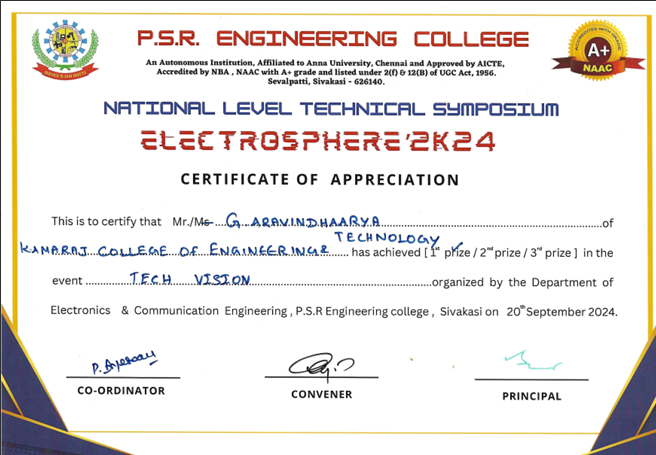 P.S.R. ENGINEERING COLLEGE
An Autonomous Institution, Affiliated to Anna University, Chennai and Approved by AICTE,
Accredited by NBA , NAAC with A+ grade and listed under 2(f) & 12(B) of UGC Act, 1956.
Sevalpatti, Sivakasi - 626140.
A+
NAAC
NATIONAL LEVEL TECHNICAL SYMPOSIUM
ELECTROSPHERE'2K24
CERTIFICATE OF APPRECIATION
This is to certify that Mr./Ms G ARAVINDHAARYA of
KAMARAJ COLLEGE OF ENGINEERING & TECHNOLOGY has achieved [ 1st prize / 2nd prize / 3rd prize ] in the
event TECH VISION organized by the Department of
Electronics & Communication Engineering , P.S.R Engineering college , Sivakasi on 20th September 2024.
CO-ORDINATOR
CONVENER
PRINCIPAL